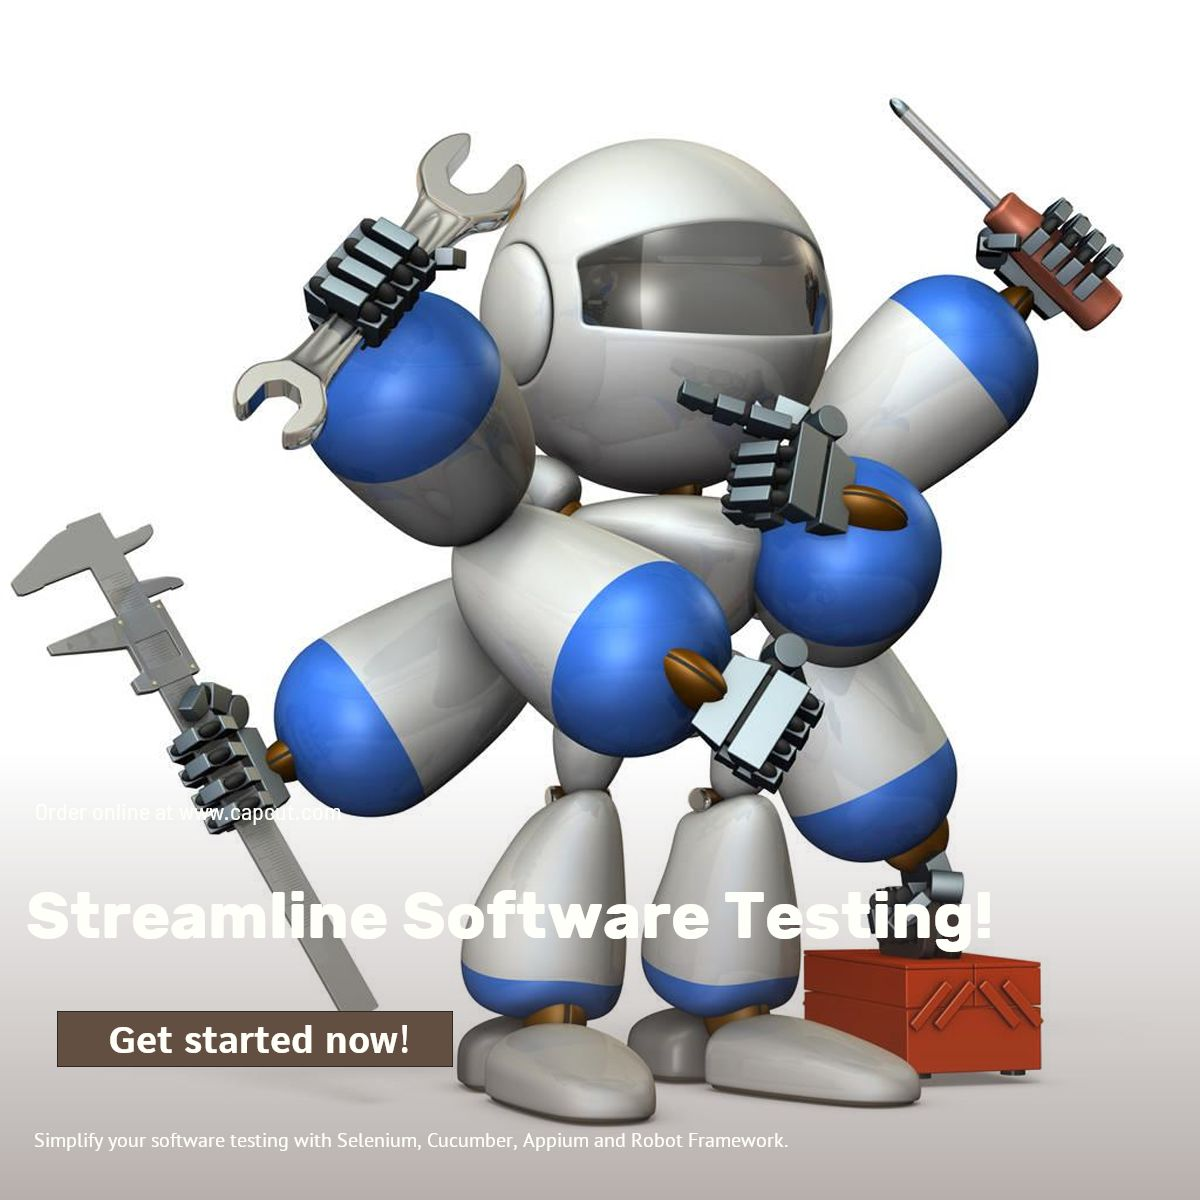 Order online at www.capcut.com
Streamline Software Testing!
Get started now!
Simplify your software testing with Selenium, Cucumber, Appium and Robot Framework.